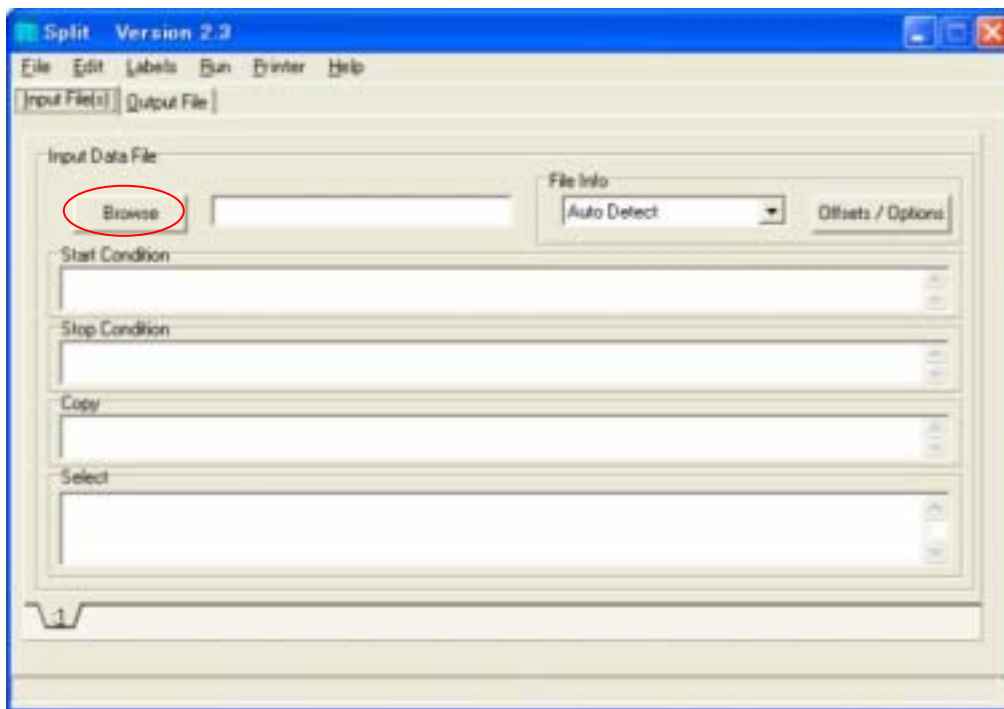 Split Version 2.3
File Edit Labels Run Printer Help
Input File(s) Output File
Input Data File
File Info
Browse
Auto Detect
Offsets / Options
Start Condition
Stop Condition
Copy
Select
:1